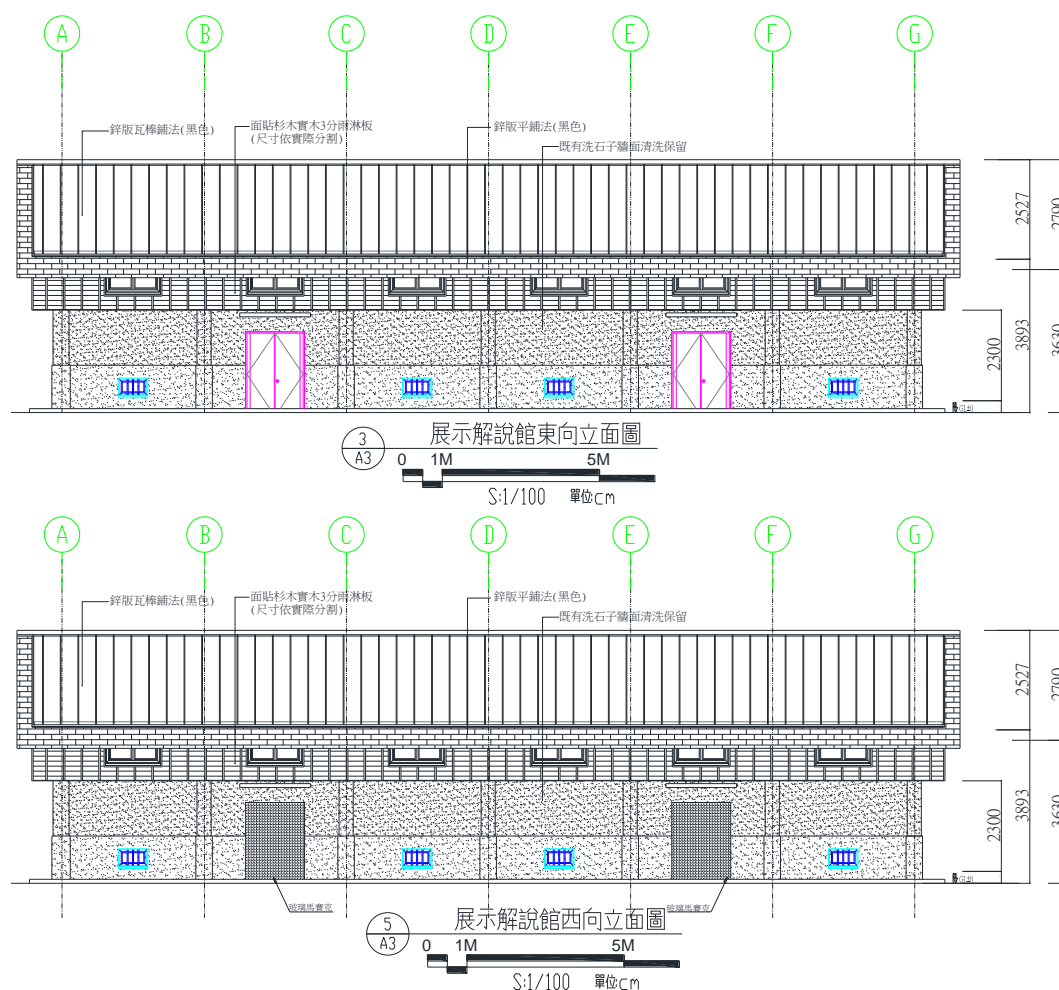 A B C D E F G
鋅版瓦棒鋪法(黑色)
面貼杉木實木3分雨淋板
(尺寸依實際分割)
鋅版平鋪法(黑色)
既有洗石子牆面清洗保留
2527
2790
2300
3893
3630
3
A3
展示解說館東向立面圖
0 1M 5M
S:1/100 單位cm
A B C D E F G
鋅版瓦棒鋪法(黑色)
面貼杉木實木3分雨淋板
(尺寸依實際分割)
鋅版平鋪法(黑色)
既有洗石子牆面清洗保留
2527
2790
2300
3893
3630
玻璃馬賽克
玻璃馬賽克
5
A3
展示解說館西向立面圖
0 1M 5M
S:1/100 單位cm